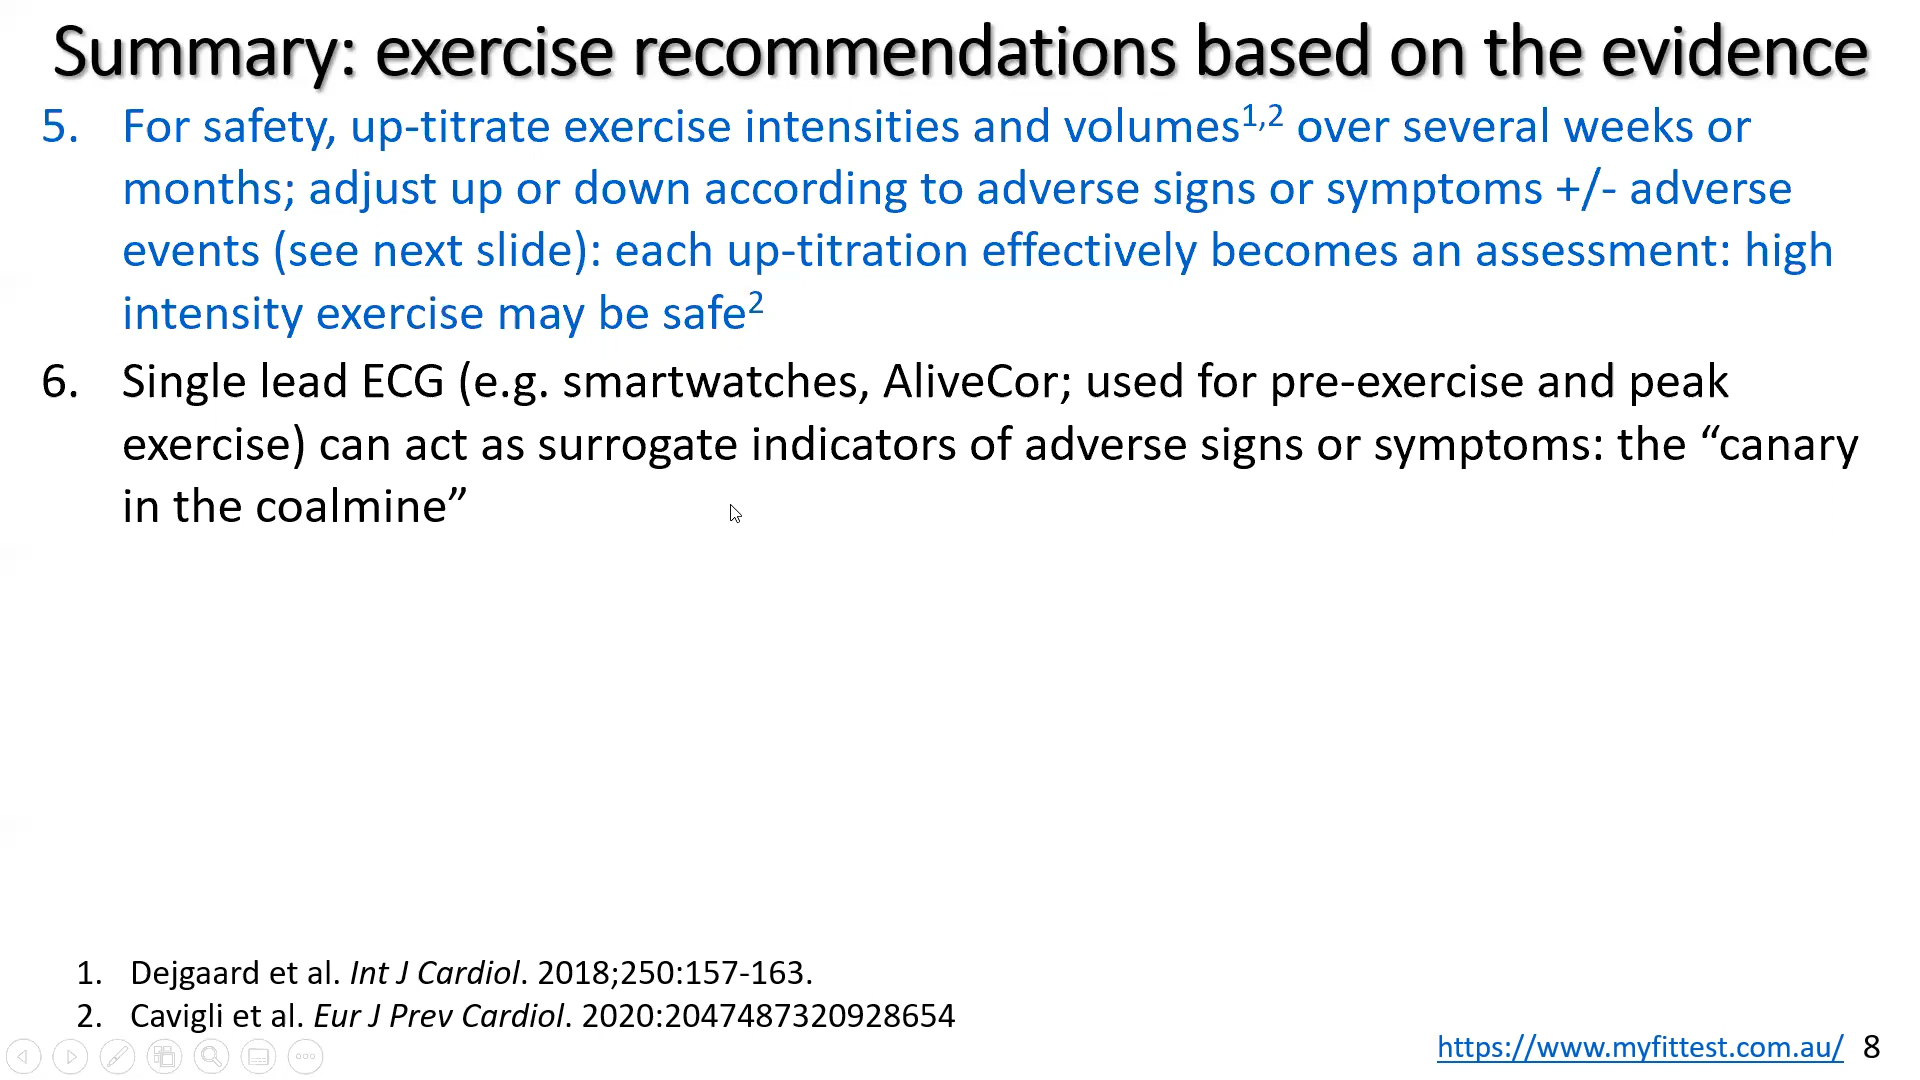 Summary: exercise recommendations based on the evidence
5. For safety, up-titrate exercise intensities and volumes1,2 over several weeks or
months; adjust up or down according to adverse signs or symptoms +/- adverse
events (see next slide): each up-titration effectively becomes an assessment: high
intensity exercise may be safe2
6. Single lead ECG (e.g. smartwatches, AliveCor; used for pre-exercise and peak
exercise) can act as surrogate indicators of adverse signs or symptoms: the “canary
in the coalmine”
1. Dejgaard et al. Int J Cardiol. 2018;250:157-163.
2. Cavigli et al. Eur J Prev Cardiol. 2020:2047487320928654
https://www.myfittest.com.au/ 8